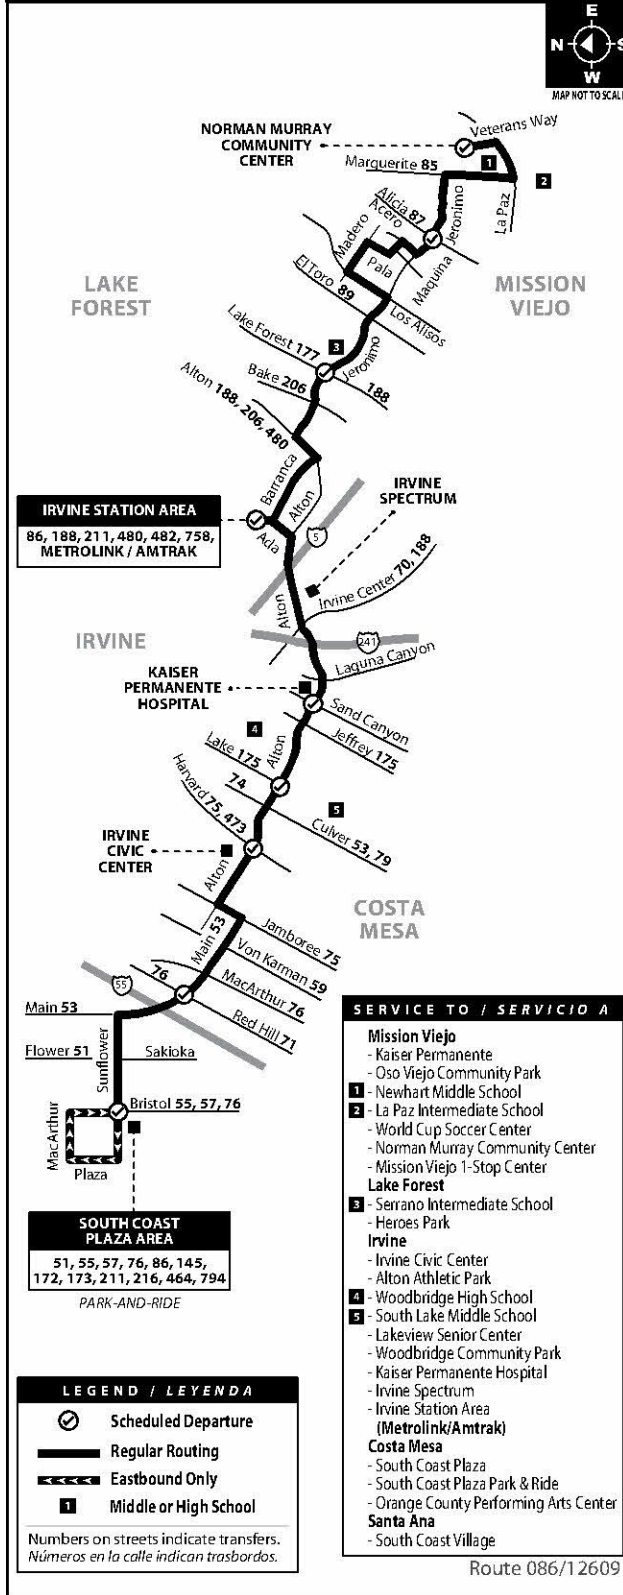 E
N
S
W
MAP NOT TO SCALE
Veterans Way
NORMAN MURRAY
COMMUNITY
CENTER
Marguerite 85
1
2
La Paz
Jeronimo
Alicia 87
Acero
Madero
Pala
Maquina
El Toro 89
Los Alisos
LAKE
FOREST
MISSION
VIEJO
Lake Forest 177
3
Jeronimo
188
Bake 206
Alton 188, 206, 480
Barranca
Alton
IRVINE
SPECTRUM
IRVINE STATION AREA
86, 188, 211, 480, 482, 758,
METROLINK / AMTRAK
Ada
5
Irvine Center 70, 188
Alton
IRVINE
241
Laguna Canyon
KAISER
PERMANENTE
HOSPITAL
Sand Canyon
Jeffrey 175
4
Lake 175
Alton
74
Harvard 75, 473
5
Culver 53, 79
IRVINE
CIVIC
CENTER
Alton
COSTA
MESA
Main 53
Jamboree 75
Von Karman 59
MacArthur 76
76
Red Hill 71
55
Main 53
Flower 51
Sunflower
Sakioka
Bristol 55, 57, 76
MacArthur
Plaza
SOUTH COAST
PLAZA AREA
51, 55, 57, 76, 86, 145,
172, 173, 211, 216, 464, 794
PARK-AND-RIDE
LEGEND / LEYENDA
Scheduled Departure
Regular Routing
Eastbound Only
1 Middle or High School
Numbers on streets indicate transfers.
Números en la calle indican trasbordos.
SERVICE TO / SERVICIO A
Mission Viejo
- Kaiser Permanente
- Oso Viejo Community Park
1 - Newhart Middle School
2 - La Paz Intermediate School
- World Cup Soccer Center
- Norman Murray Community Center
- Mission Viejo 1-Stop Center
Lake Forest
3 - Serrano Intermediate School
- Heroes Park
Irvine
- Irvine Civic Center
- Alton Athletic Park
4 - Woodbridge High School
5 - South Lake Middle School
- Lakeview Senior Center
- Woodbridge Community Park
- Kaiser Permanente Hospital
- Irvine Spectrum
- Irvine Station Area
(Metrolink/Amtrak)
Costa Mesa
- South Coast Plaza
- South Coast Plaza Park & Ride
- Orange County Performing Arts Center
Santa Ana
- South Coast Village
Route 086/12609